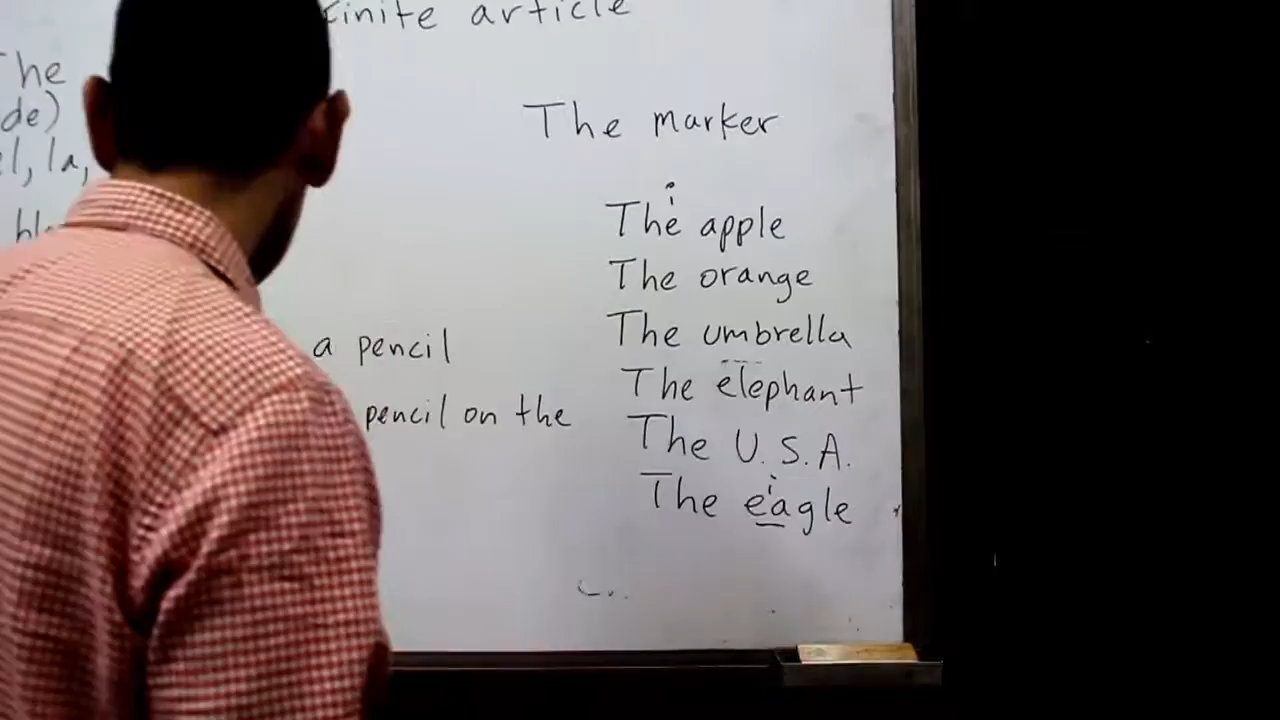 article
The
de)
la,
The marker
i
The apple
The orange
The umbrella
The elephant
The U.S.A.
i
The eagle
a pencil
pencil on the